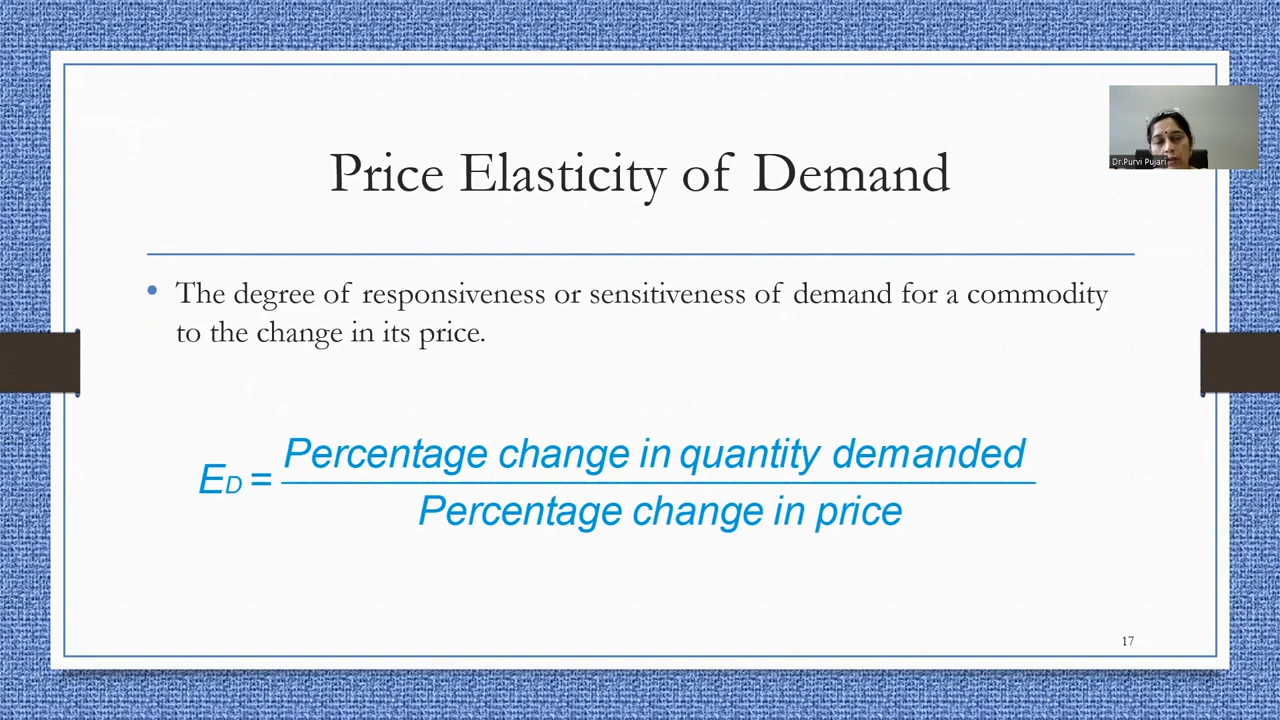 Price Elasticity of Demand
Dr.Purvi Pujari
• The degree of responsiveness or sensitiveness of demand for a commodity
to the change in its price.
Percentage change in quantity demanded
ED =
Percentage change in price
17